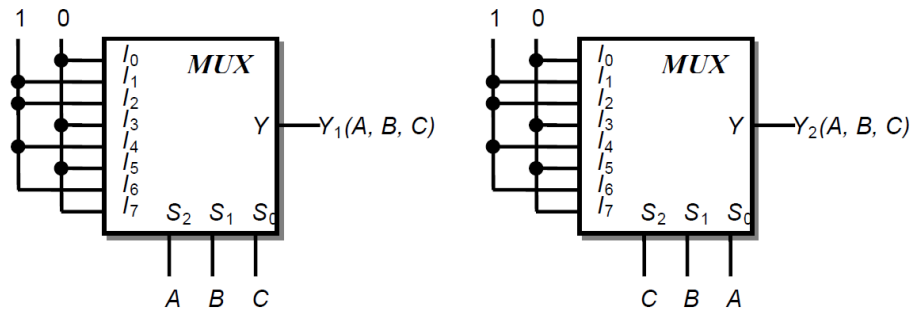 1 0
I0
I1
I2
I3
I4
I5
I6
I7
MUX
Y
Y1(A, B, C)
S2 S1 S0
A B C
1 0
I0
I1
I2
I3
I4
I5
I6
I7
MUX
Y
Y2(A, B, C)
S2 S1 S0
C B A